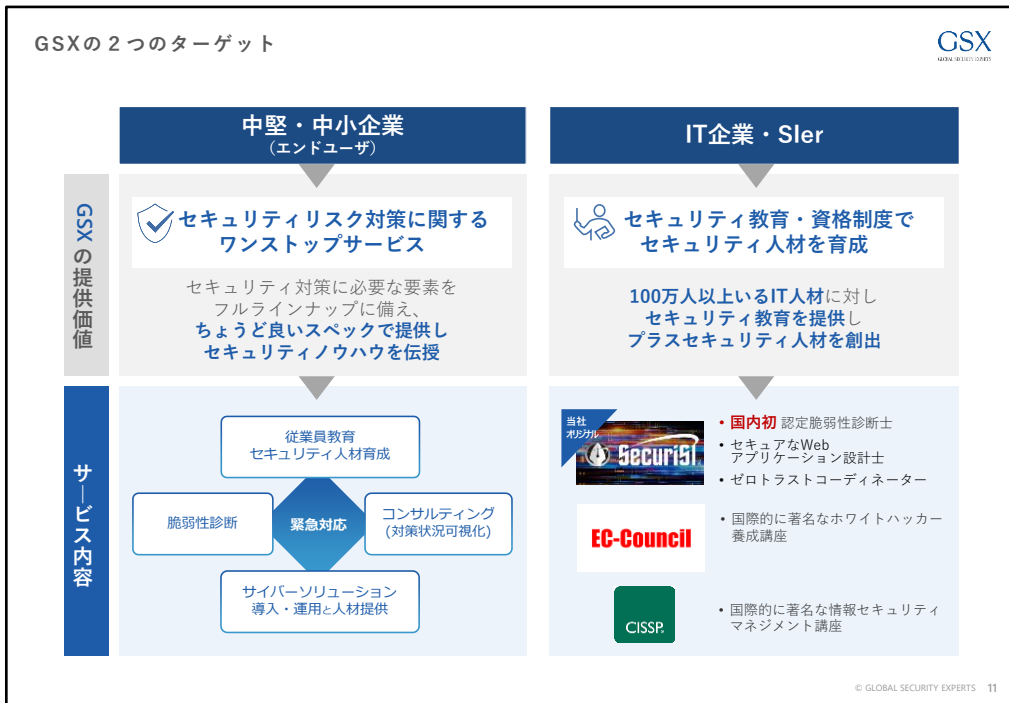 GSXの２つのターゲット
GSX
GLOBAL SECURITY EXPERTS
中堅・中小企業
（エンドユーザ）
IT企業・SIer
GSXの提供価値
セキュリティリスク対策に関する
ワンストップサービス
セキュリティ対策に必要な要素を
フルラインナップに備え、
ちょうど良いスペックで提供し
セキュリティノウハウを伝授
セキュリティ教育・資格制度で
セキュリティ人材を育成
100万人以上いるIT人材に対し
セキュリティ教育を提供し
プラスセキュリティ人材を創出
サービス内容
従業員教育
セキュリティ人材育成
脆弱性診断
緊急対応
コンサルティング
(対策状況可視化)
サイバーソリューション
導入・運用と人材提供
当社
オリジナル
SecuriST
• 国内初 認定脆弱性診断士
• セキュアなWeb
アプリケーション設計士
• ゼロトラストコーディネーター
EC-Council
• 国際的に著名なホワイトハッカー
養成講座
CISSP®
• 国際的に著名な情報セキュリティ
マネジメント講座
© GLOBAL SECURITY EXPERTS 11